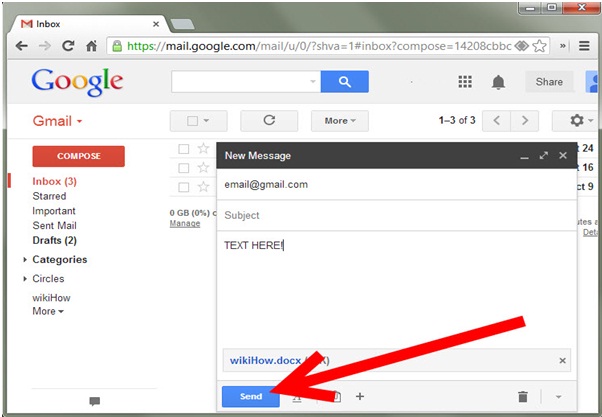 Inbox
https://mail.google.com/mail/u/0/?shva=1#inbox?compose=14208cbbc
Google
Share
Gmail
More
1–3 of 3
COMPOSE
New Message
24
Inbox (3)
email@gmail.com
16
Starred
9
Important
Subject
Sent Mail
0 GB (0%)
Manage
Drafts (2)
TEXT HERE!
Categories
Circles
wikiHow
More
wikiHow.docx
Send